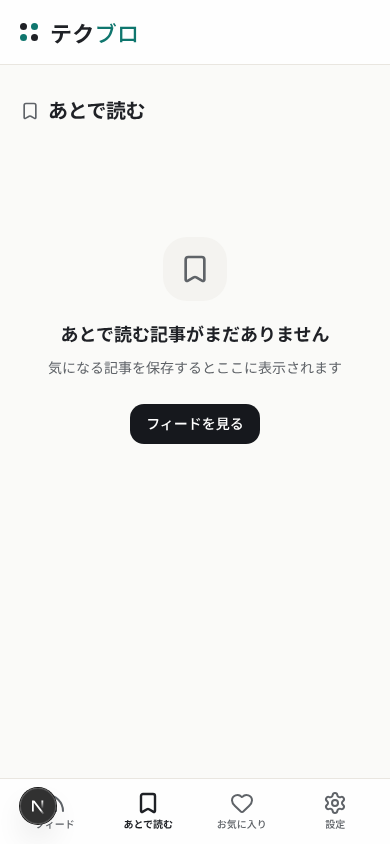 テクブロ
あとで読む
あとで読む記事がまだありません
気になる記事を保存するとここに表示されます
フィードを見る
N
フィード
あとで読む
お気に入り
設定